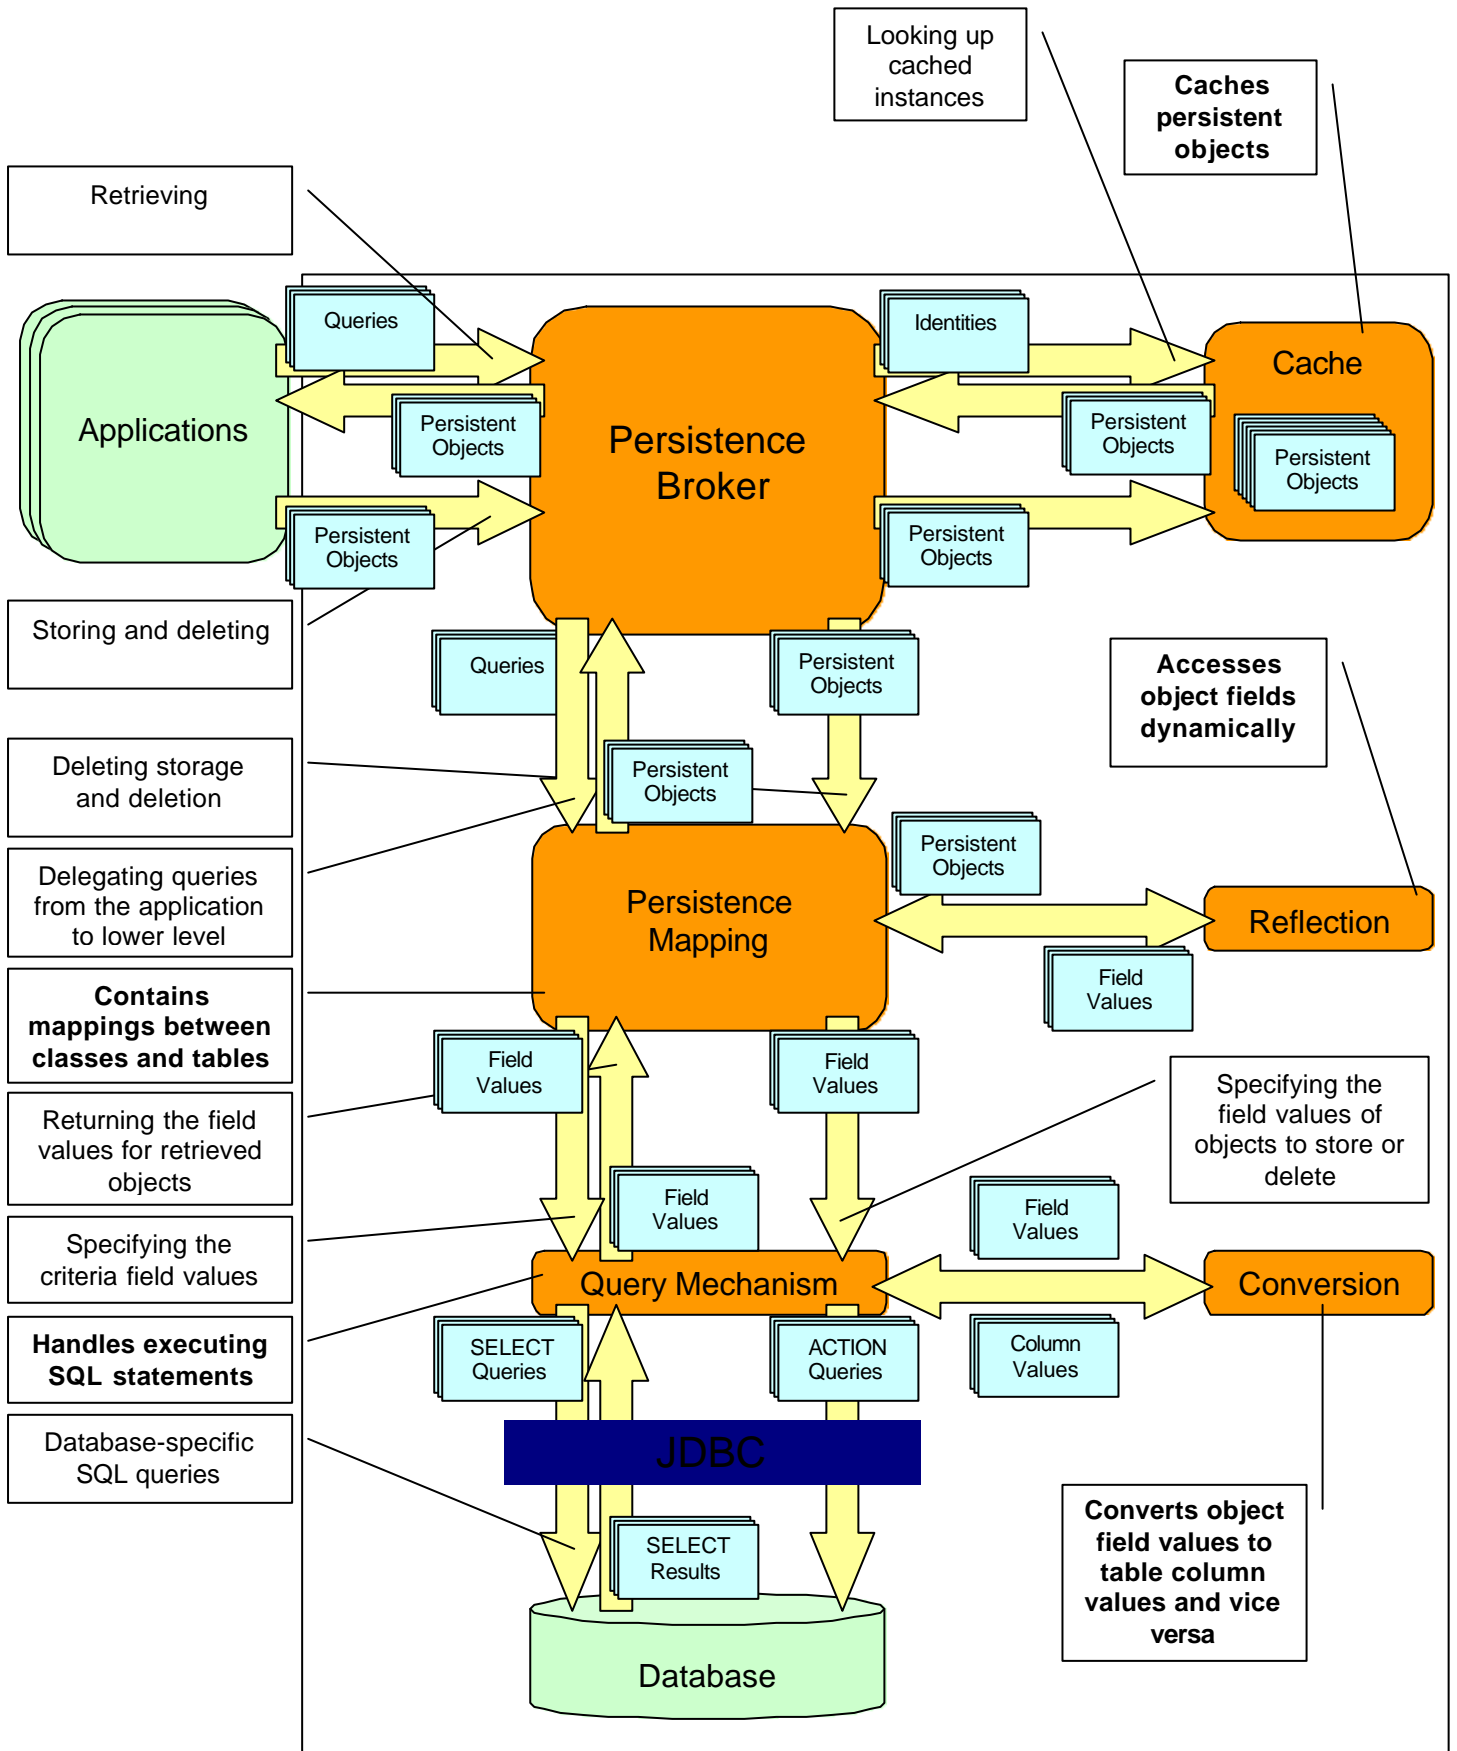 Looking up
cached
instances
Caches
persistent
objects
Retrieving
Queries
Identities
Cache
Applications
Persistent
Objects
Persistence
Broker
Persistent
Objects
Persistent
Objects
Persistent
Objects
Persistent
Objects
Storing and deleting
Queries
Persistent
Objects
Accesses
object fields
dynamically
Deleting storage
and deletion
Persistent
Objects
Delegating queries
from the application
to lower level
Persistence
Mapping
Persistent
Objects
Reflection
Field
Values
Contains
mappings between
classes and tables
Field
Values
Field
Values
Specifying the
field values of
objects to store or
delete
Returning the field
values for retrieved
objects
Field
Values
Field
Values
Specifying the
criteria field values
Query Mechanism
Conversion
Handles executing
SQL statements
SELECT
Queries
ACTION
Queries
Column
Values
Database-specific
SQL queries
JDBC
SELECT
Results
Converts object
field values to
table column
values and vice
versa
Database